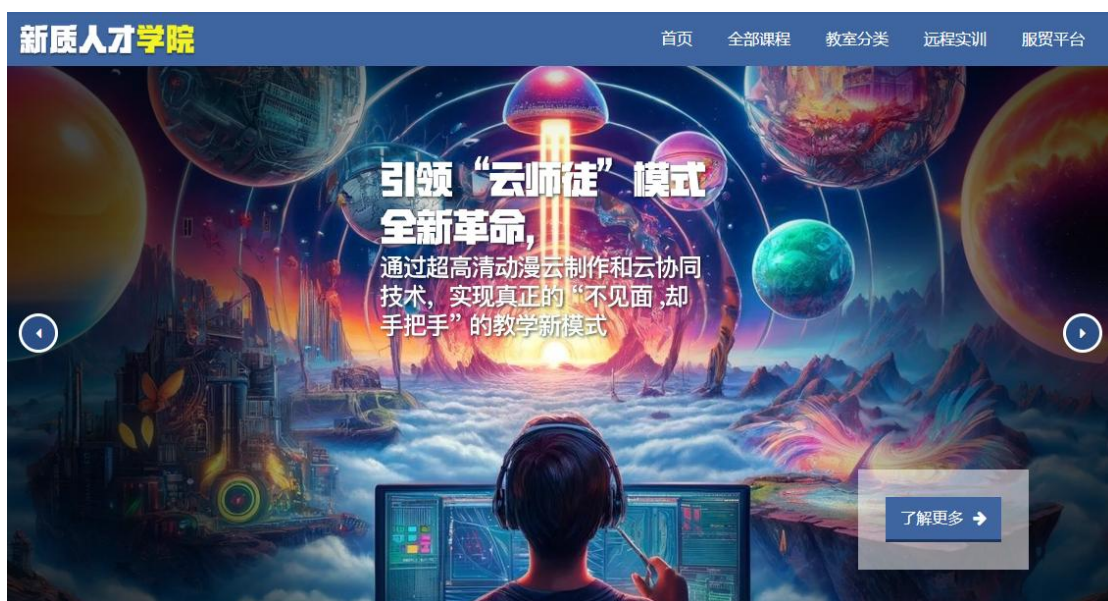 新质人才学院
首页 全部课程 教室分类 远程实训 服贸平台
引领“云师徒”模式
全新革命，
通过超高清动漫云制作和云协同
技术，实现真正的“不见面，却
手把手”的教学新模式
了解更多